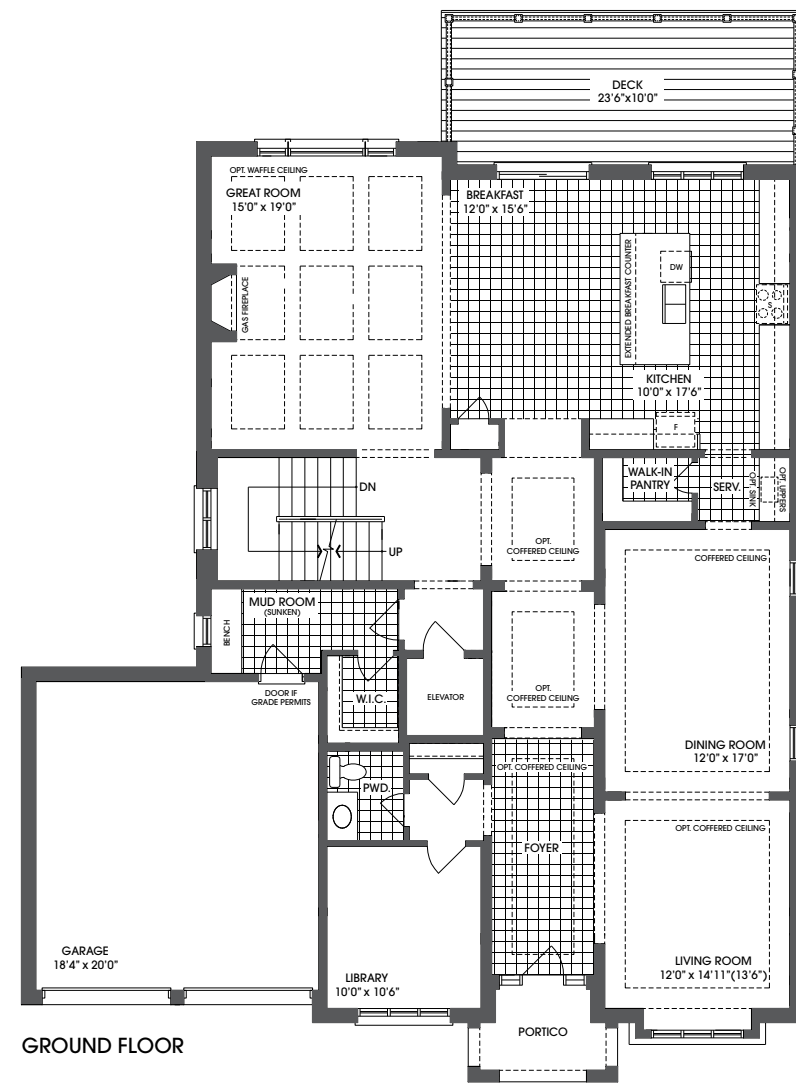 DECK
23'6"x10'0"
OPT. WAFFLE CEILING
GREAT ROOM
15'0" x 19'0"
BREAKFAST
12'0" x 15'6"
GAS FIREPLACE
EXTENDED BREAKFAST COUNTER
DW
S
KITCHEN
10'0" x 17'6"
F
WALK-IN
PANTRY
SERV.
OPT. SINK
OPT. UPPERS
DN
UP
OPT.
COFFERED CEILING
COFFERED CEILING
MUD ROOM
(SUNKEN)
BENCH
W.I.C.
DOOR IF
GRADE PERMITS
ELEVATOR
OPT.
COFFERED CEILING
DINING ROOM
12'0" x 17'0"
OPT. COFFERED CEILING
PWD.
FOYER
OPT. COFFERED CEILING
GARAGE
18'4" x 20'0"
LIBRARY
10'0" x 10'6"
LIVING ROOM
12'0" x 14'11"(13'6")
PORTICO
GROUND FLOOR